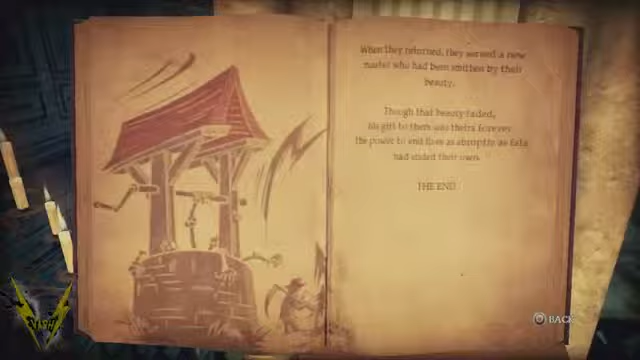 When they returned, they served a new
master who had been smitten by their
beauty.
Though that beauty faded,
his gift to them was theirs forever:
the power to end lives as abruptly as fate
had ended their own.
THE END
BACK